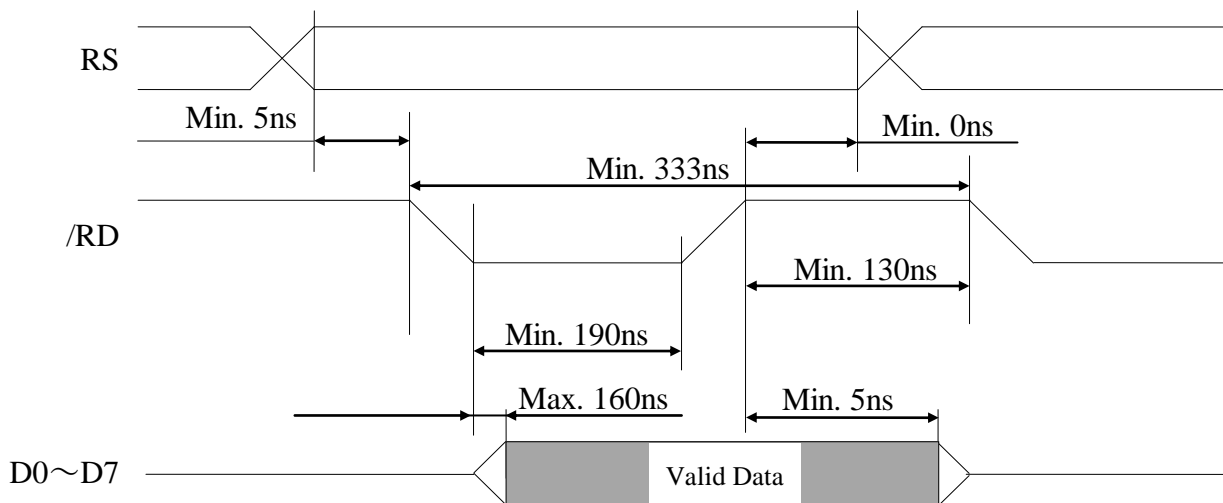 RS
Min. 5ns
Min. 0ns
Min. 333ns
/RD
Min. 130ns
Min. 190ns
Max. 160ns
Min. 5ns
D0～D7
Valid Data